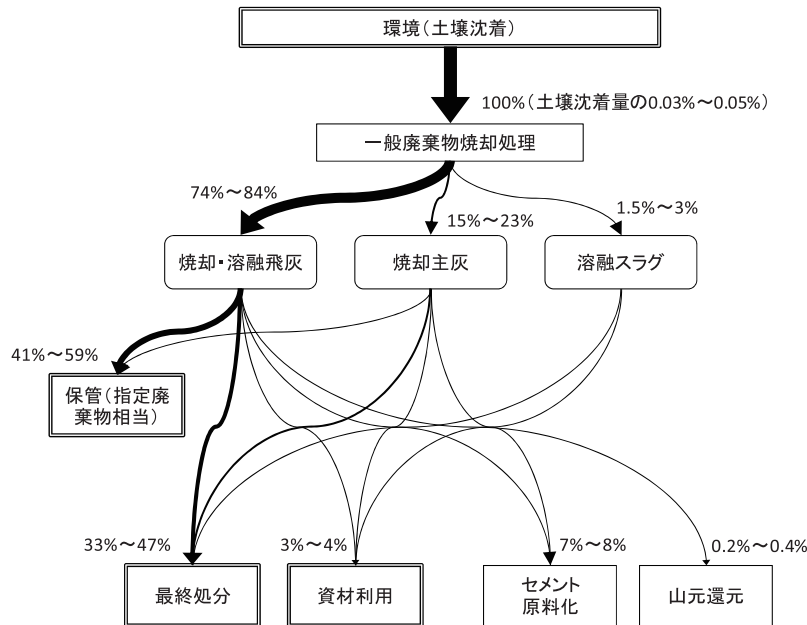 環境(土壌沈着)
100%(土壌沈着量の0.03%～0.05%)
一般廃棄物焼却処理
74%～84%
15%～23%
1.5%～3%
焼却・溶融飛灰
焼却主灰
溶融スラグ
41%～59%
保管(指定廃
棄物相当)
33%～47%
3%～4%
7%～8%
0.2%～0.4%
最終処分
資材利用
セメント
原料化
山元還元